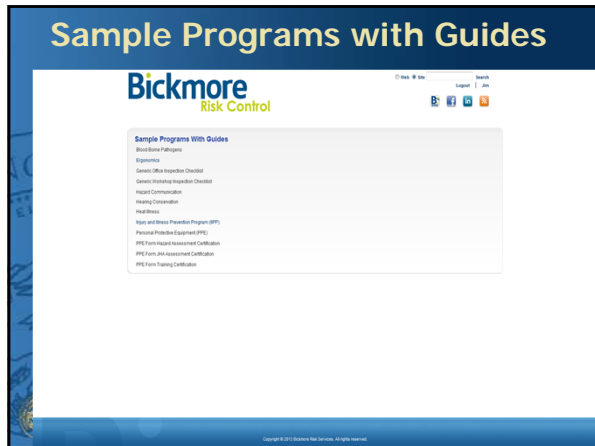 Sample Programs with Guides
Bickmore
Risk Control
Web Site Search
Logout | Jim
B f in
Sample Programs With Guides
Blood Borne Pathogens
Ergonomics
Generic Office Inspection Checklist
Generic Workshop Inspection Checklist
Hazard Communication
Hearing Conservation
Heat Illness
Injury and Illness Prevention Program (IIPP)
Personal Protective Equipment (PPE)
PPE Form Hazard Assessment Certification
PPE Form JHA Assessment Certification
PPE Form Training Certification
Copyright © 2013 Bickmore Risk Services. All rights reserved.